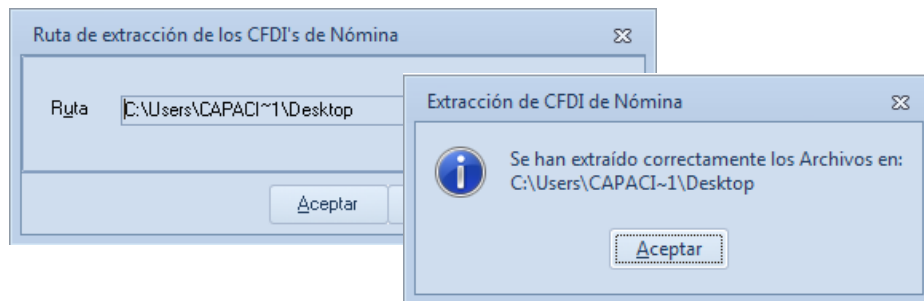 Ruta de extracción de los CFDI's de Nómina
Ruta
C:\Users\CAPACI~1\Desktop
Aceptar
Extracción de CFDI de Nómina
Se han extraído correctamente los Archivos en:
C:\Users\CAPACI~1\Desktop
Aceptar